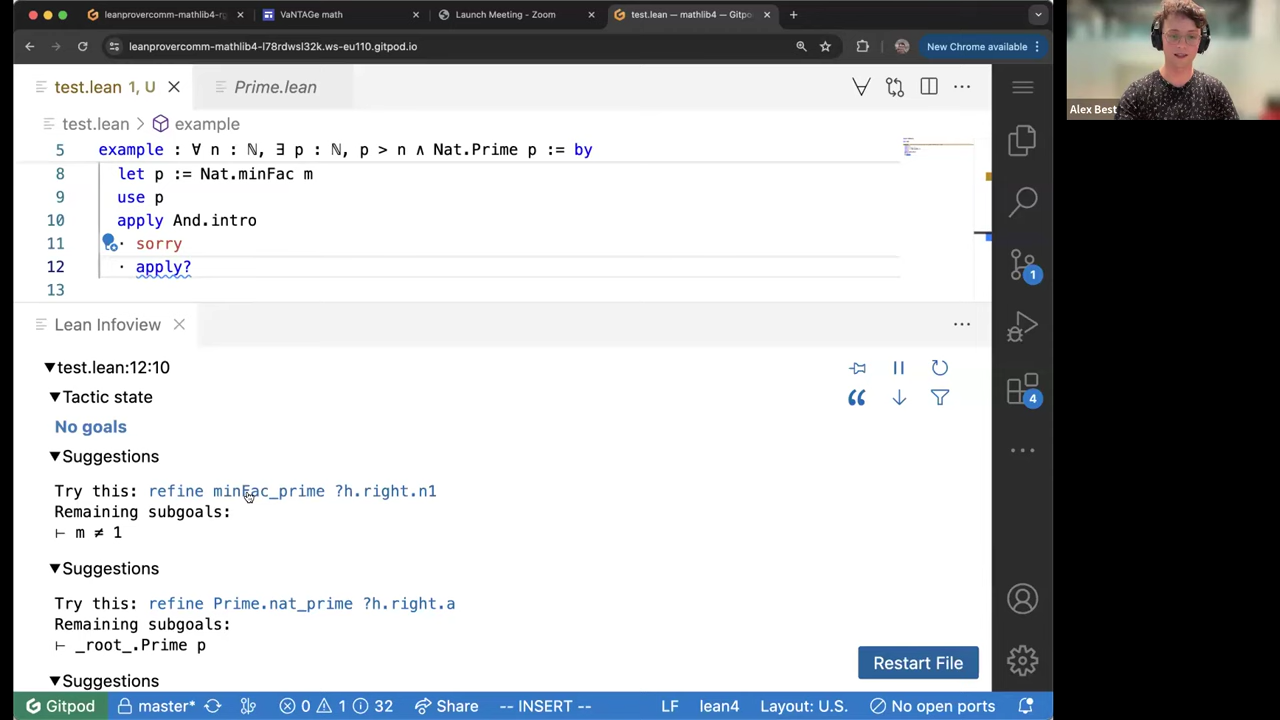 leanprovercomm-mathlib4-rg
VaNTAGe math
Launch Meeting - Zoom
test.lean — mathlib4 — Gitpo
leanprovercomm-mathlib4-l78rdwsl32k.ws-eu110.gitpod.io
New Chrome available
test.lean 1, U
Prime.lean
test.lean > example
5 example : ∀ n : ℕ, ∃ p : ℕ, p > n ∧ Nat.Prime p := by
8 let p := Nat.minFac m
9 use p
10 apply And.intro
11 · sorry
12 · apply?
13
Lean Infoview
test.lean:12:10
Tactic state
No goals
Suggestions
Try this: refine minFac_prime ?h.right.n1
Remaining subgoals:
⊢ m ≠ 1
Suggestions
Try this: refine Prime.nat_prime ?h.right.a
Remaining subgoals:
⊢ _root_.Prime p
Suggestions
Restart File
1
4
Gitpod master* 0 1 32 Share -- INSERT -- LF lean4 Layout: U.S. No open ports
Alex Best